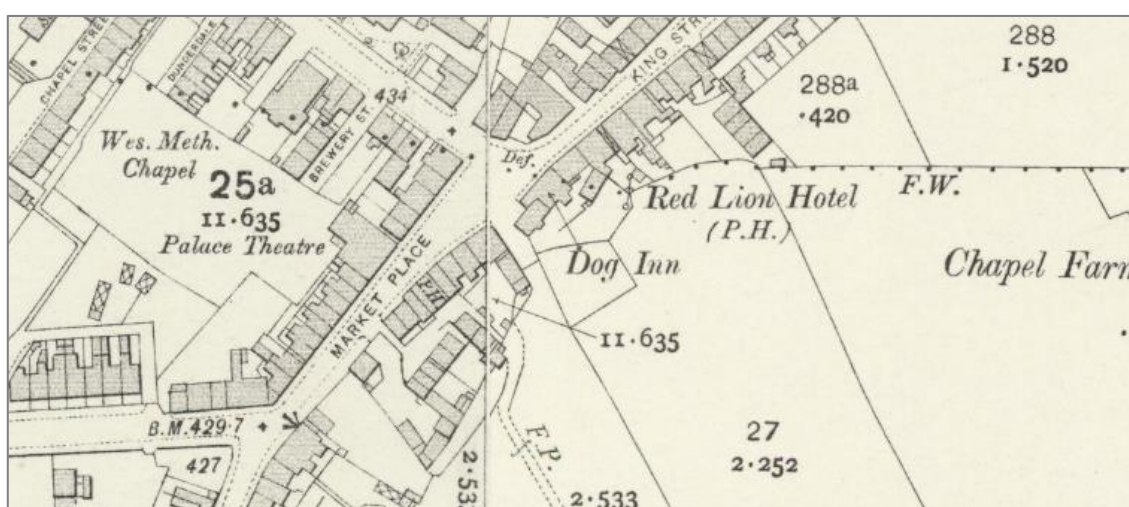 CHAPEL STREET
DUNDERDALE
434
KING STR
288
1·520
288a
·420
Wes. Meth.
Chapel
25a
11·635
Palace Theatre
BREWERY ST.
Def.
Red Lion Hotel
(P.H.)
F.W.
MARKET PLACE
P.H.
Dog Inn
Chapel Farm
11·635
B.M. 429·7
427
F.P.
27
2·252
2·533
2·533